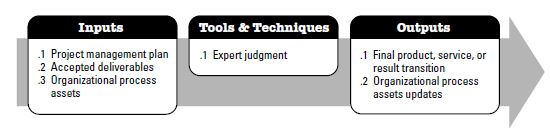 Inputs
.1 Project management plan
.2 Accepted deliverables
.3 Organizational process
assets
Tools & Techniques
.1 Expert judgment
Outputs
.1 Final product, service, or
result transition
.2 Organizational process
assets updates